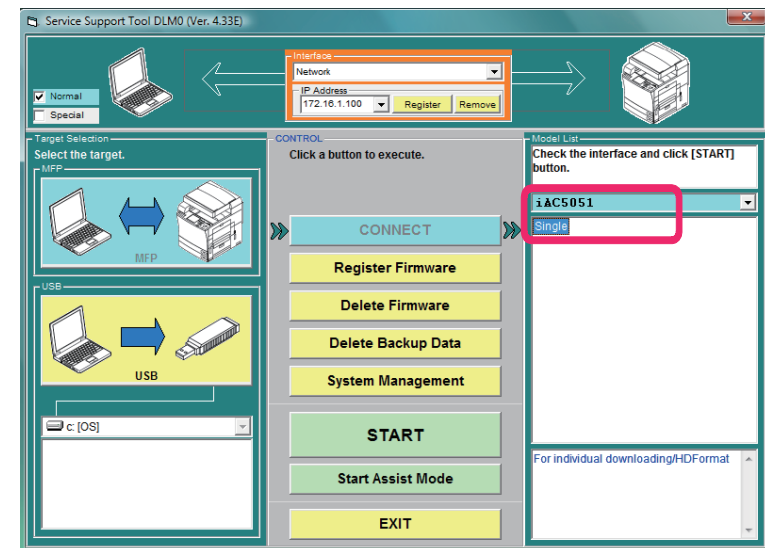 Service Support Tool DLM0 (Ver. 4.33E)
Normal
Special
Interface
Network
IP Address
172.16.1.100
Register
Remove
Target Selection
Select the target.
MFP
MFP
USB
USB
c: [OS]
CONTROL
Click a button to execute.
CONNECT
Register Firmware
Delete Firmware
Delete Backup Data
System Management
START
Start Assist Mode
EXIT
Model List
Check the interface and click [START]
button.
iAC5051
Single
For individual downloading/HDFormat